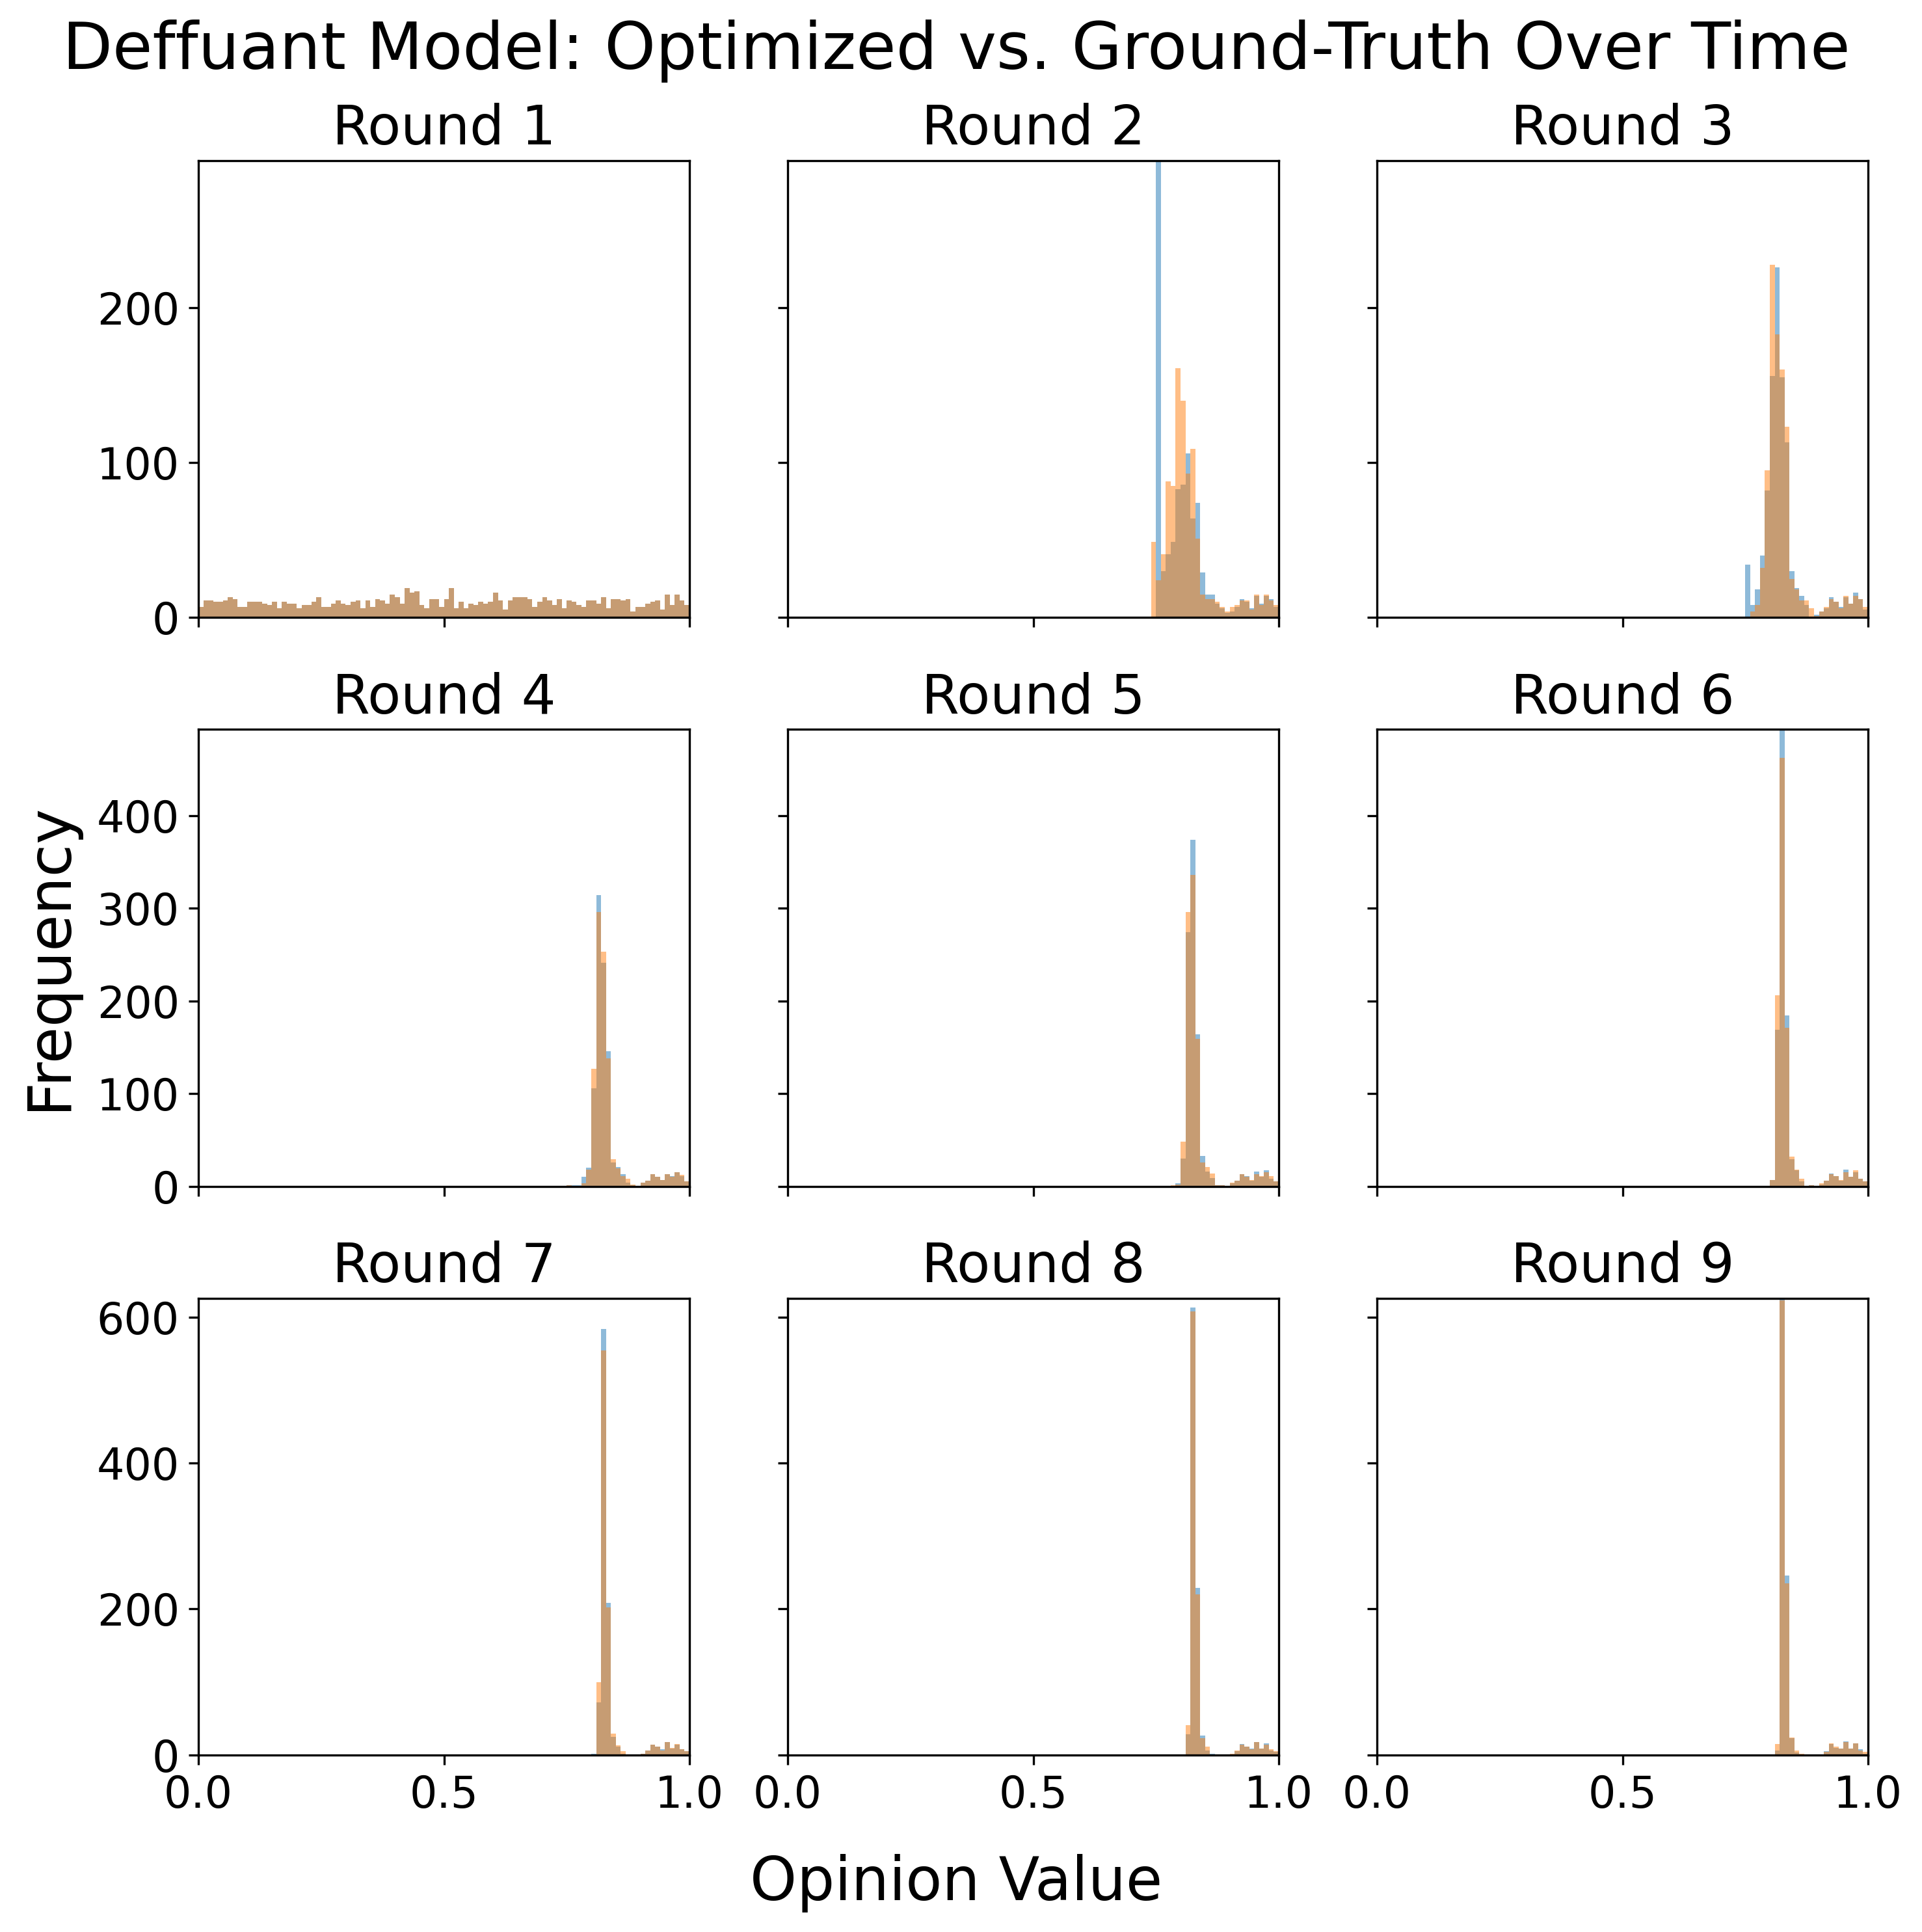 Deffuant Model: Optimized vs. Ground-Truth Over Time
Round 1
Round 2
Round 3
200
100
0
Round 4
Round 5
Round 6
400
300
200
100
0
Frequency
Round 7
Round 8
Round 9
600
400
200
0
0.0 0.5 1.0 0.0 0.5 1.0 0.0 0.5 1.0
Opinion Value